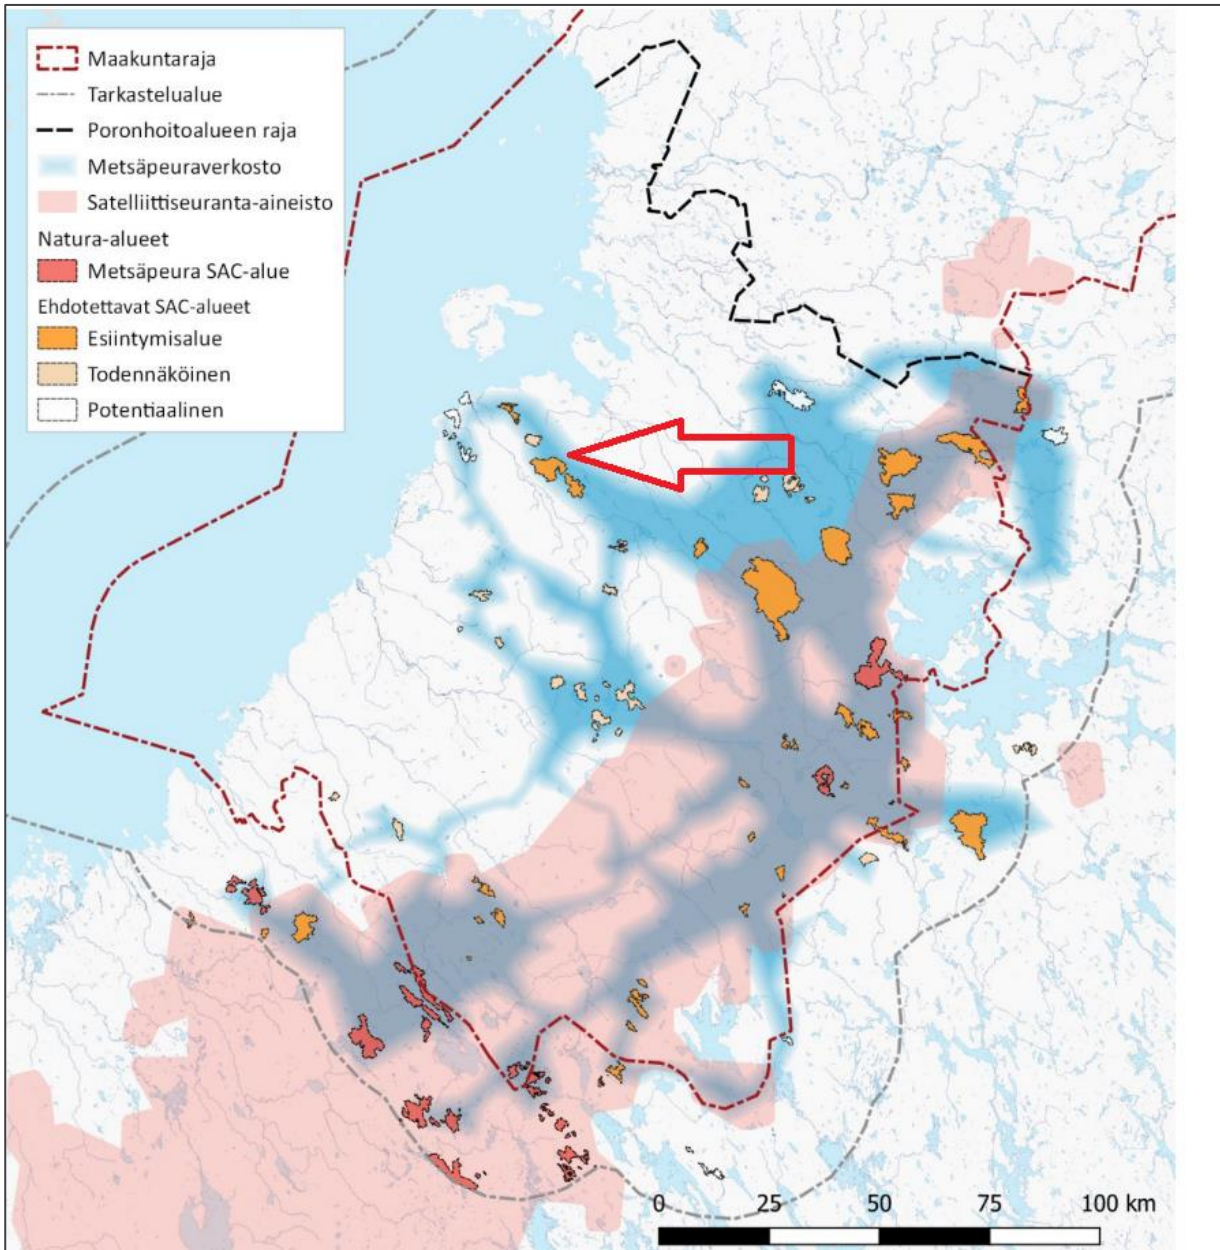 Maakuntaraja
Tarkastelualue
Poronhoitoalueen raja
Metsäpeuraverkosto
Satelliittiseuranta-aineisto
Natura-alueet
Metsäpeura SAC-alue
Ehdotettavat SAC-alueet
Esiintymisalue
Todennäköinen
Potentiaalinen
0 25 50 75 100 km